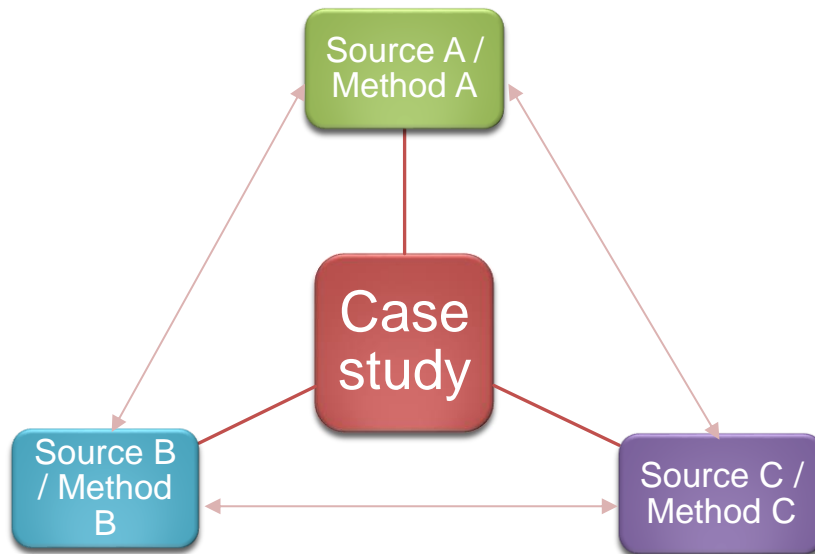 Source A /
Method A
Case
study
Source B
/ Method
B
Source C /
Method C